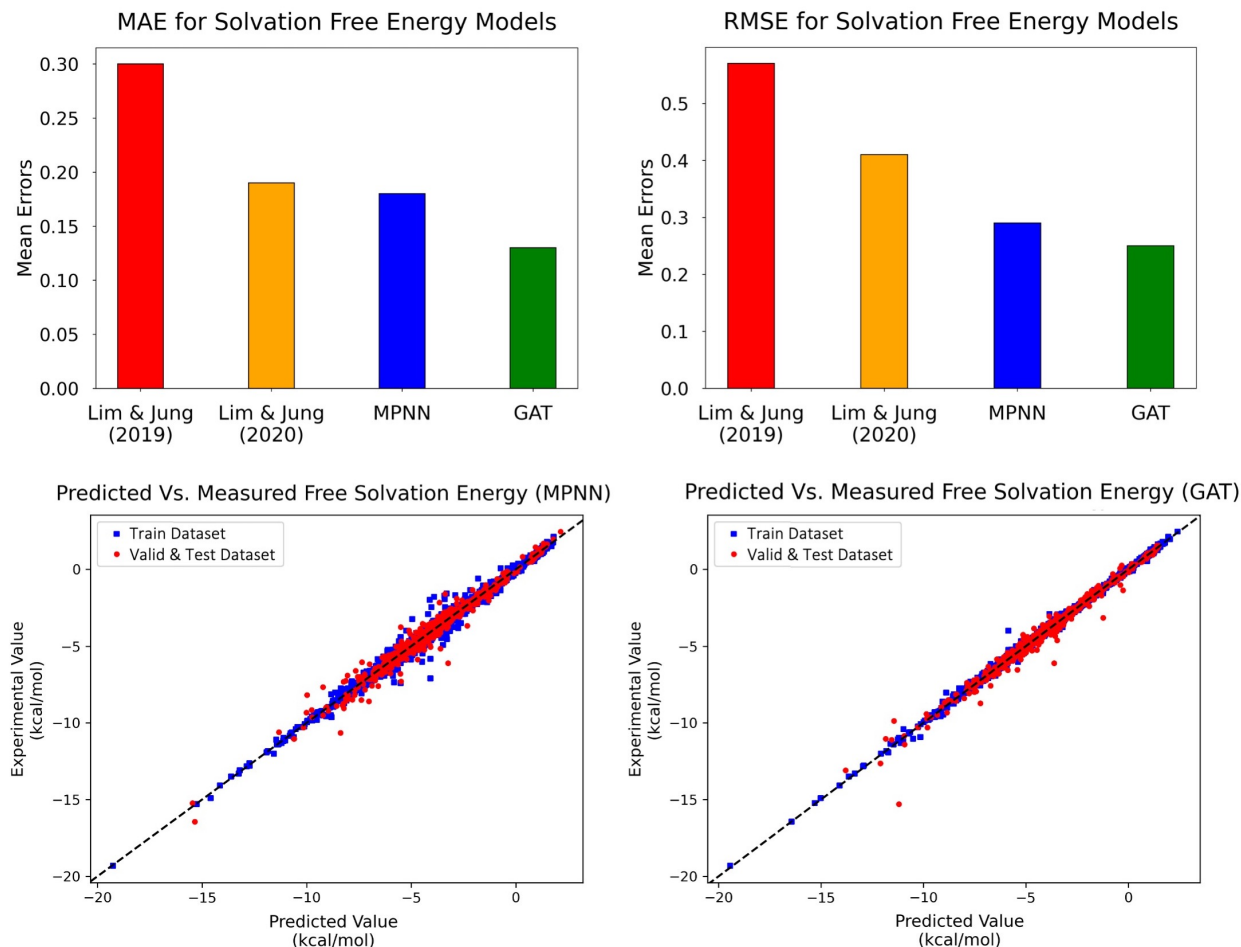 MAE for Solvation Free Energy Models
Mean Errors
0.30
0.25
0.20
0.15
0.10
0.05
0.00
Lim & Jung
(2019)
Lim & Jung
(2020)
MPNN
GAT
RMSE for Solvation Free Energy Models
Mean Errors
0.5
0.4
0.3
0.2
0.1
0.0
Lim & Jung
(2019)
Lim & Jung
(2020)
MPNN
GAT
Predicted Vs. Measured Free Solvation Energy (MPNN)
Train Dataset
Valid & Test Dataset
Experimental Value
(kcal/mol)
0
−5
−10
−15
−20
−20
−15
−10
−5
0
Predicted Value
(kcal/mol)
Predicted Vs. Measured Free Solvation Energy (GAT)
Train Dataset
Valid & Test Dataset
Experimental Value
(kcal/mol)
0
−5
−10
−15
−20
−20
−15
−10
−5
0
Predicted Value
(kcal/mol)